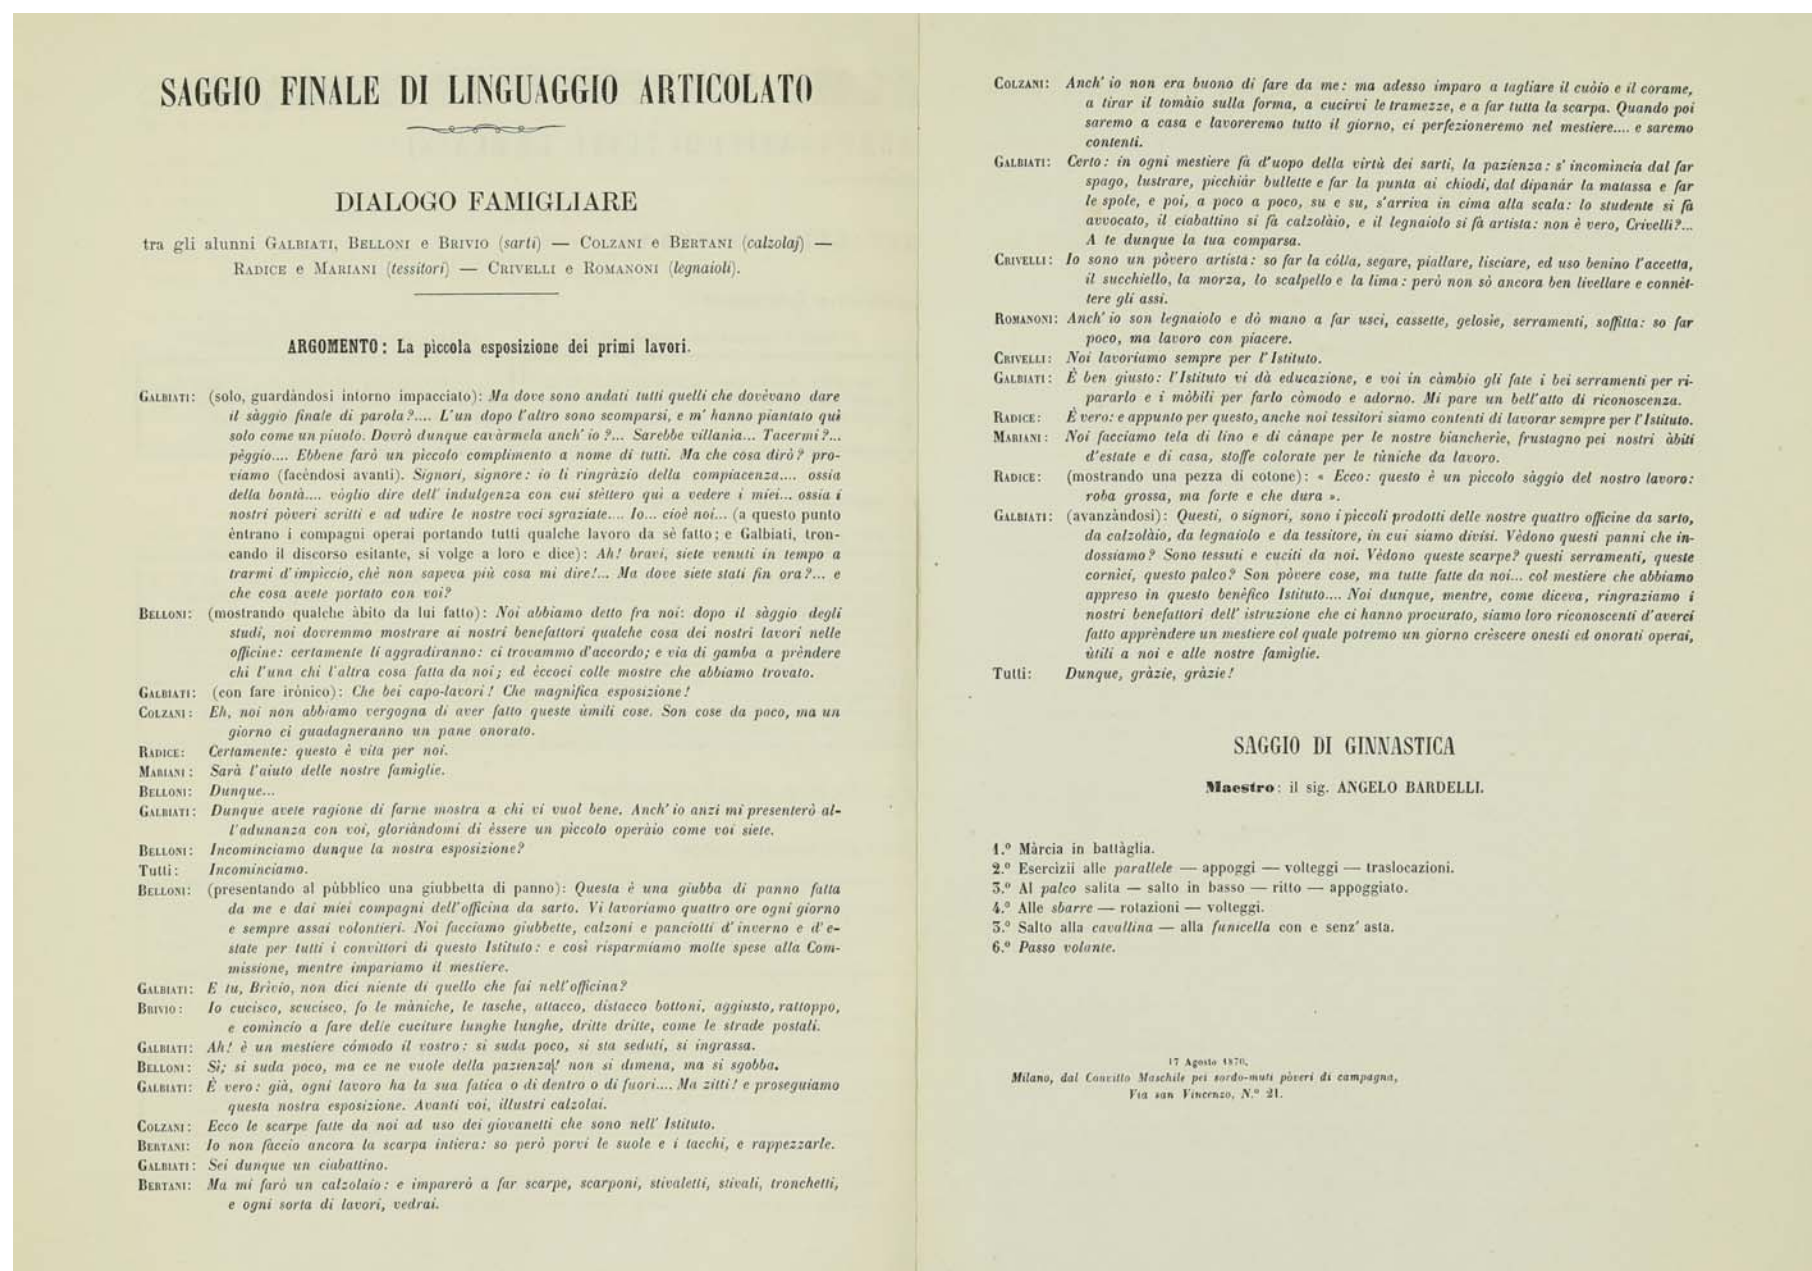 SAGGIO FINALE DI LINGUAGGIO ARTICOLATO
DIALOGO FAMIGLIARE
tra gli alunni GALBIATI, BELLONI e BRIVIO (sarti) — COLZANI e BERTANI (calzolaj) —
RADICE e MARIANI (tessitori) — CRIVELLI e ROMANONI (legnaioli).
ARGOMENTO: La pìccola esposizione dei primi lavori.
GALBIATI: (solo, guardàndosi intorno impacciato): Ma dove sono andati tutti quelli che dovèvano dare
il sàggio finale di parola?.... L'un dopo l'altro sono scomparsi, e m' hanno piantato quì
solo come un piuolo. Dovrò dunque cavàrmela anch' io?... Sarebbe villanìa... Tacermi?...
pèggio.... Ebbene farò un pìccolo complimento a nome di tutti. Ma che cosa dirò? pro-
viamo (facèndosi avanti). Signori, signore: io li ringràzio della compiacenza.... ossia
della bontà.... vòglio dire dell' indulgenza con cui stèttero quì a vedere i miei... ossia i
nostri pòveri scritti e ad udire le nostre voci sgraziate.... Io... cioè noi... (a questo punto
èntrano i compagni operai portando tutti qualche lavoro da sè fatto; e Galbiati, tron-
cando il discorso esitante, si volge a loro e dice): Ah! bravi, siete venuti in tempo a
trarmi d'impìccio, chè non sapeva più cosa mi dire!... Ma dove siete stati fin ora?... e
che cosa avete portato con voi?
BELLONI: (mostrando qualche àbito da lui fatto): Noi abbiamo detto fra noi: dopo il sàggio degli
studi, noi dovremmo mostrare ai nostri benefattori qualche cosa dei nostri lavori nelle
officine: certamente li aggradiranno: ci trovammo d'accordo; e via di gamba a prèndere
chi l'una chi l'altra cosa fatta da noi; ed èccoci colle mostre che abbiamo trovato.
GALBIATI: (con fare irònico): Che bei capo-lavori! Che magnìfica esposizione!
COLZANI: Eh, noi non abbiamo vergogna di aver fatto queste ùmili cose. Son cose da poco, ma un
giorno ci guadagneranno un pane onorato.
RADICE: Certamente: questo è vita per noi.
MARIANI: Sarà l'aiuto delle nostre famìglie.
BELLONI: Dunque...
GALBIATI: Dunque avete ragione di farne mostra a chi vi vuol bene. Anch' io anzi mi presenterò al-
l'adunanza con voi, gloriàndomi di èssere un pìccolo operàio come voi siete.
BELLONI: Incominciamo dunque la nostra esposizione?
Tutti: Incominciamo.
BELLONI: (presentando al pùbblico una giubbetta di panno): Questa è una giubba di panno fatta
da me e dai miei compagni dell'officina da sarto. Vi lavoriamo quattro ore ogni giorno
e sempre assai volontieri. Noi facciamo giubbette, calzoni e panciotti d' inverno e d' e-
state per tutti i convittori di questo Istituto: e così risparmiamo molte spese alla Com-
missione, mentre impariamo il mestiere.
GALBIATI: E tu, Brìvio, non dici niente di quello che fai nell'officina?
BRIVIO: Io cucisco, scucisco, fo le màniche, le tasche, attacco, distacco bottoni, aggiusto, rattoppo,
e comìncio a fare delle cuciture lunghe lunghe, dritte dritte, come le strade postali.
GALBIATI: Ah! è un mestiere còmodo il vostro: si suda poco, si sta seduti, si ingrassa.
BELLONI: Sì; si suda poco, ma ce ne vuole della pazienza! non si dimena, ma si sgobba.
GALBIATI: È vero: già, ogni lavoro ha la sua fatica o di dentro o di fuori.... Ma zitti! e proseguiamo
questa nostra esposizione. Avanti voi, illustri calzolai.
COLZANI: Ecco le scarpe fatte da noi ad uso dei giovanetti che sono nell' Istituto.
BERTANI: Io non fàccio ancora la scarpa intiera: so però porvi le suole e i tacchi, e rappezzarle.
GALBIATI: Sei dunque un ciabattino.
BERTANI: Ma mi farò un calzolaio: e imparerò a far scarpe, scarponi, stivaletti, stivali, tronchetti,
e ogni sorta di lavori, vedrai.
COLZANI: Anch' io non era buono di fare da me: ma adesso imparo a tagliare il cuòio e il corame,
a tirar il tomàio sulla forma, a cucirvi le tramezze, e a far tutta la scarpa. Quando poi
saremo a casa e lavoreremo tutto il giorno, ci perfezioneremo nel mestiere.... e saremo
contenti.
GALBIATI: Certo: in ogni mestiere fà d'uopo della virtù dei sarti, la pazienza: s' incomìncia dal far
spago, lustrare, picchiàr bullette e far la punta ai chiodi, dal dipanàr la matassa e far
le spole, e poi, a poco a poco, su e su, s'arriva in cima alla scala: lo studente si fà
avvocato, il ciabattino si fà calzolàio, e il legnaiolo si fà artista: non è vero, Crivelli?...
A te dunque la tua comparsa.
CRIVELLI: Io sono un pòvero artista: so far la còlla, segare, piallare, lisciare, ed uso benino l'accetta,
il succhiello, la morza, lo scalpello e la lima: però non sò ancora ben livellare e connèt-
tere gli assi.
ROMANONI: Anch' io son legnaiolo e dò mano a far usci, cassette, gelosìe, serramenti, soffitta: so far
poco, ma lavoro con piacere.
CRIVELLI: Noi lavoriamo sempre per l' Istituto.
GALBIATI: È ben giusto: l'Istituto vi dà educazione, e voi in càmbio gli fate i bei serramenti per ri-
pararlo e i mòbili per farlo còmodo e adorno. Mi pare un bell'atto di riconoscenza.
RADICE: È vero: e appunto per questo, anche noi tessitori siamo contenti di lavorar sempre per l'Istituto.
MARIANI: Noi facciamo tela di lino e di cànape per le nostre biancherìe, frustagno pei nostri àbiti
d'estate e di casa, stoffe colorate per le tùniche da lavoro.
RADICE: (mostrando una pezza di cotone): « Ecco: questo è un pìccolo sàggio del nostro lavoro:
roba grossa, ma forte e che dura ».
GALBIATI: (avanzàndosi): Questi, o signori, sono i pìccoli prodotti delle nostre quattro officine da sarto,
da calzolàio, da legnaiolo e da tessitore, in cui siamo divisi. Vèdono questi panni che in-
dossiamo? Sono tessuti e cuciti da noi. Vèdono queste scarpe? questi serramenti, queste
cornìci, questo palco? Son pòvere cose, ma tutte fatte da noi... col mestiere che abbiamo
appreso in questo benèfico Istituto.... Noi dunque, mentre, come diceva, ringraziamo i
nostri benefattori dell' istruzione che ci hanno procurato, siamo loro riconoscenti d'averci
fatto apprèndere un mestiere col quale potremo un giorno crèscere onesti ed onorati operai,
ùtili a noi e alle nostre famìglie.
Tutti: Dunque, gràzie, gràzie!
SAGGIO DI GINNASTICA
Maestro: il sig. ANGELO BARDELLI.
1.º Màrcia in battàglia.
2.º Esercìzii alle parallele — appoggi — volteggi — traslocazioni.
3.º Al palco salita — salto in basso — ritto — appoggiato.
4.º Alle sbarre — rotazioni — volteggi.
3.º Salto alla cavallina — alla funicella con e senz' asta.
6.º Passo volante.
17 Agosto 1870.
Milano, dal Convitto Maschile pei sordo-muti pòveri di campagna,
Via san Vincenzo, N.º 21.